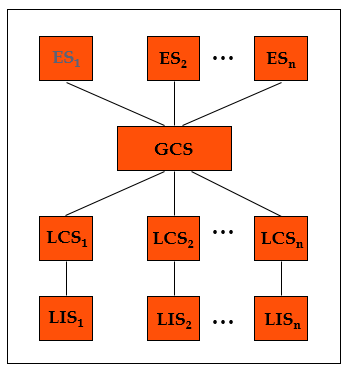 ES1 ES2 ... ESn
GCS
LCS1 LCS2 ... LCSn
LIS1 LIS2 ... LISn